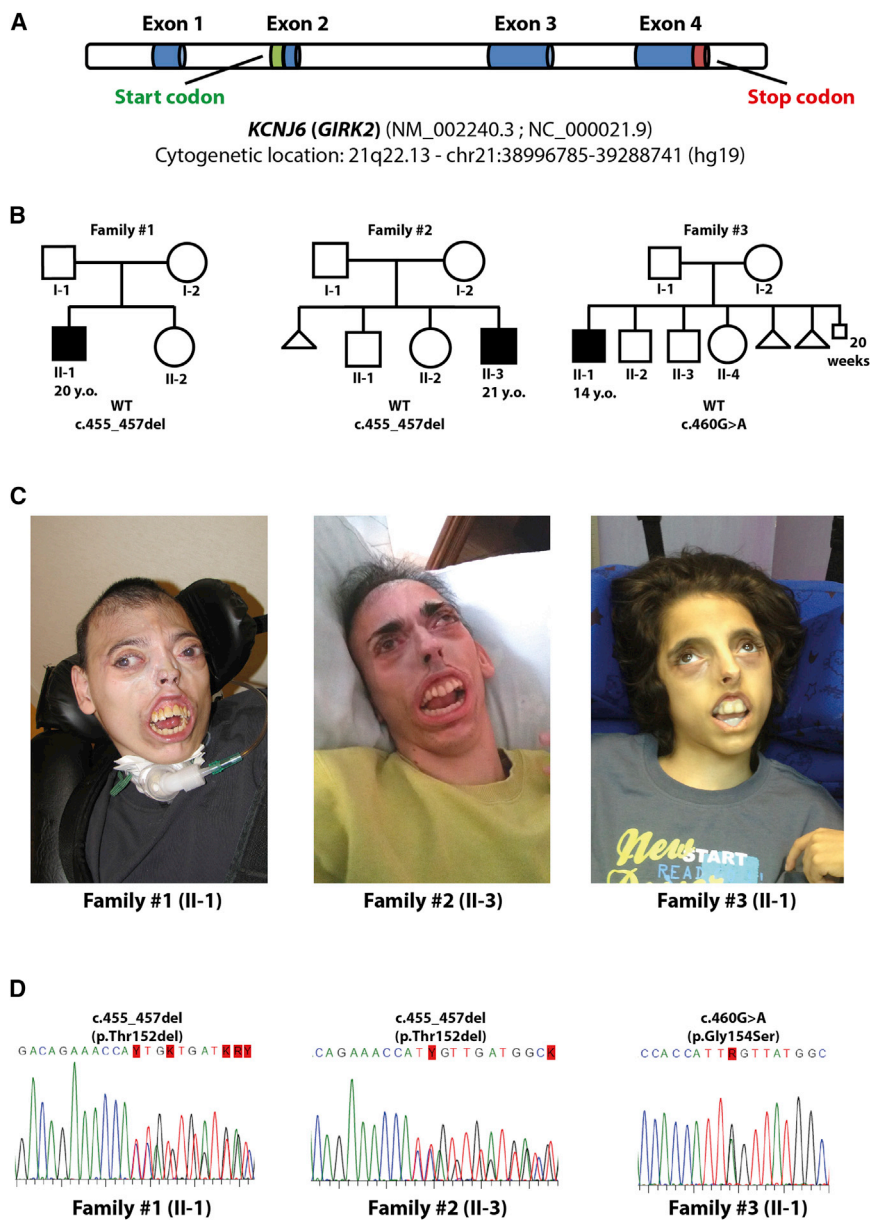 A
Exon 1 Exon 2 Exon 3 Exon 4
Start codon
Stop codon
KCNJ6 (GIRK2) (NM_002240.3 ; NC_000021.9)
Cytogenetic location: 21q22.13 - chr21:38996785-39288741 (hg19)
B
Family #1
I-1
I-2
II-1
20 y.o.
II-2
WT
c.455_457del
Family #2
I-1
I-2
II-1
II-2
II-3
21 y.o.
WT
c.455_457del
Family #3
I-1
I-2
II-1
14 y.o.
II-2
II-3
II-4
20
weeks
WT
c.460G>A
C
New
START
READ
Family #1 (II-1)
Family #2 (II-3)
Family #3 (II-1)
D
c.455_457del
(p.Thr152del)
GACAGAAACCAYTGKTGATKRY
Family #1 (II-1)
c.455_457del
(p.Thr152del)
CAGAAACCATYGTTGATGGCK
Family #2 (II-3)
c.460G>A
(p.Gly154Ser)
CCACCATTRGTTATGGC
Family #3 (II-1)